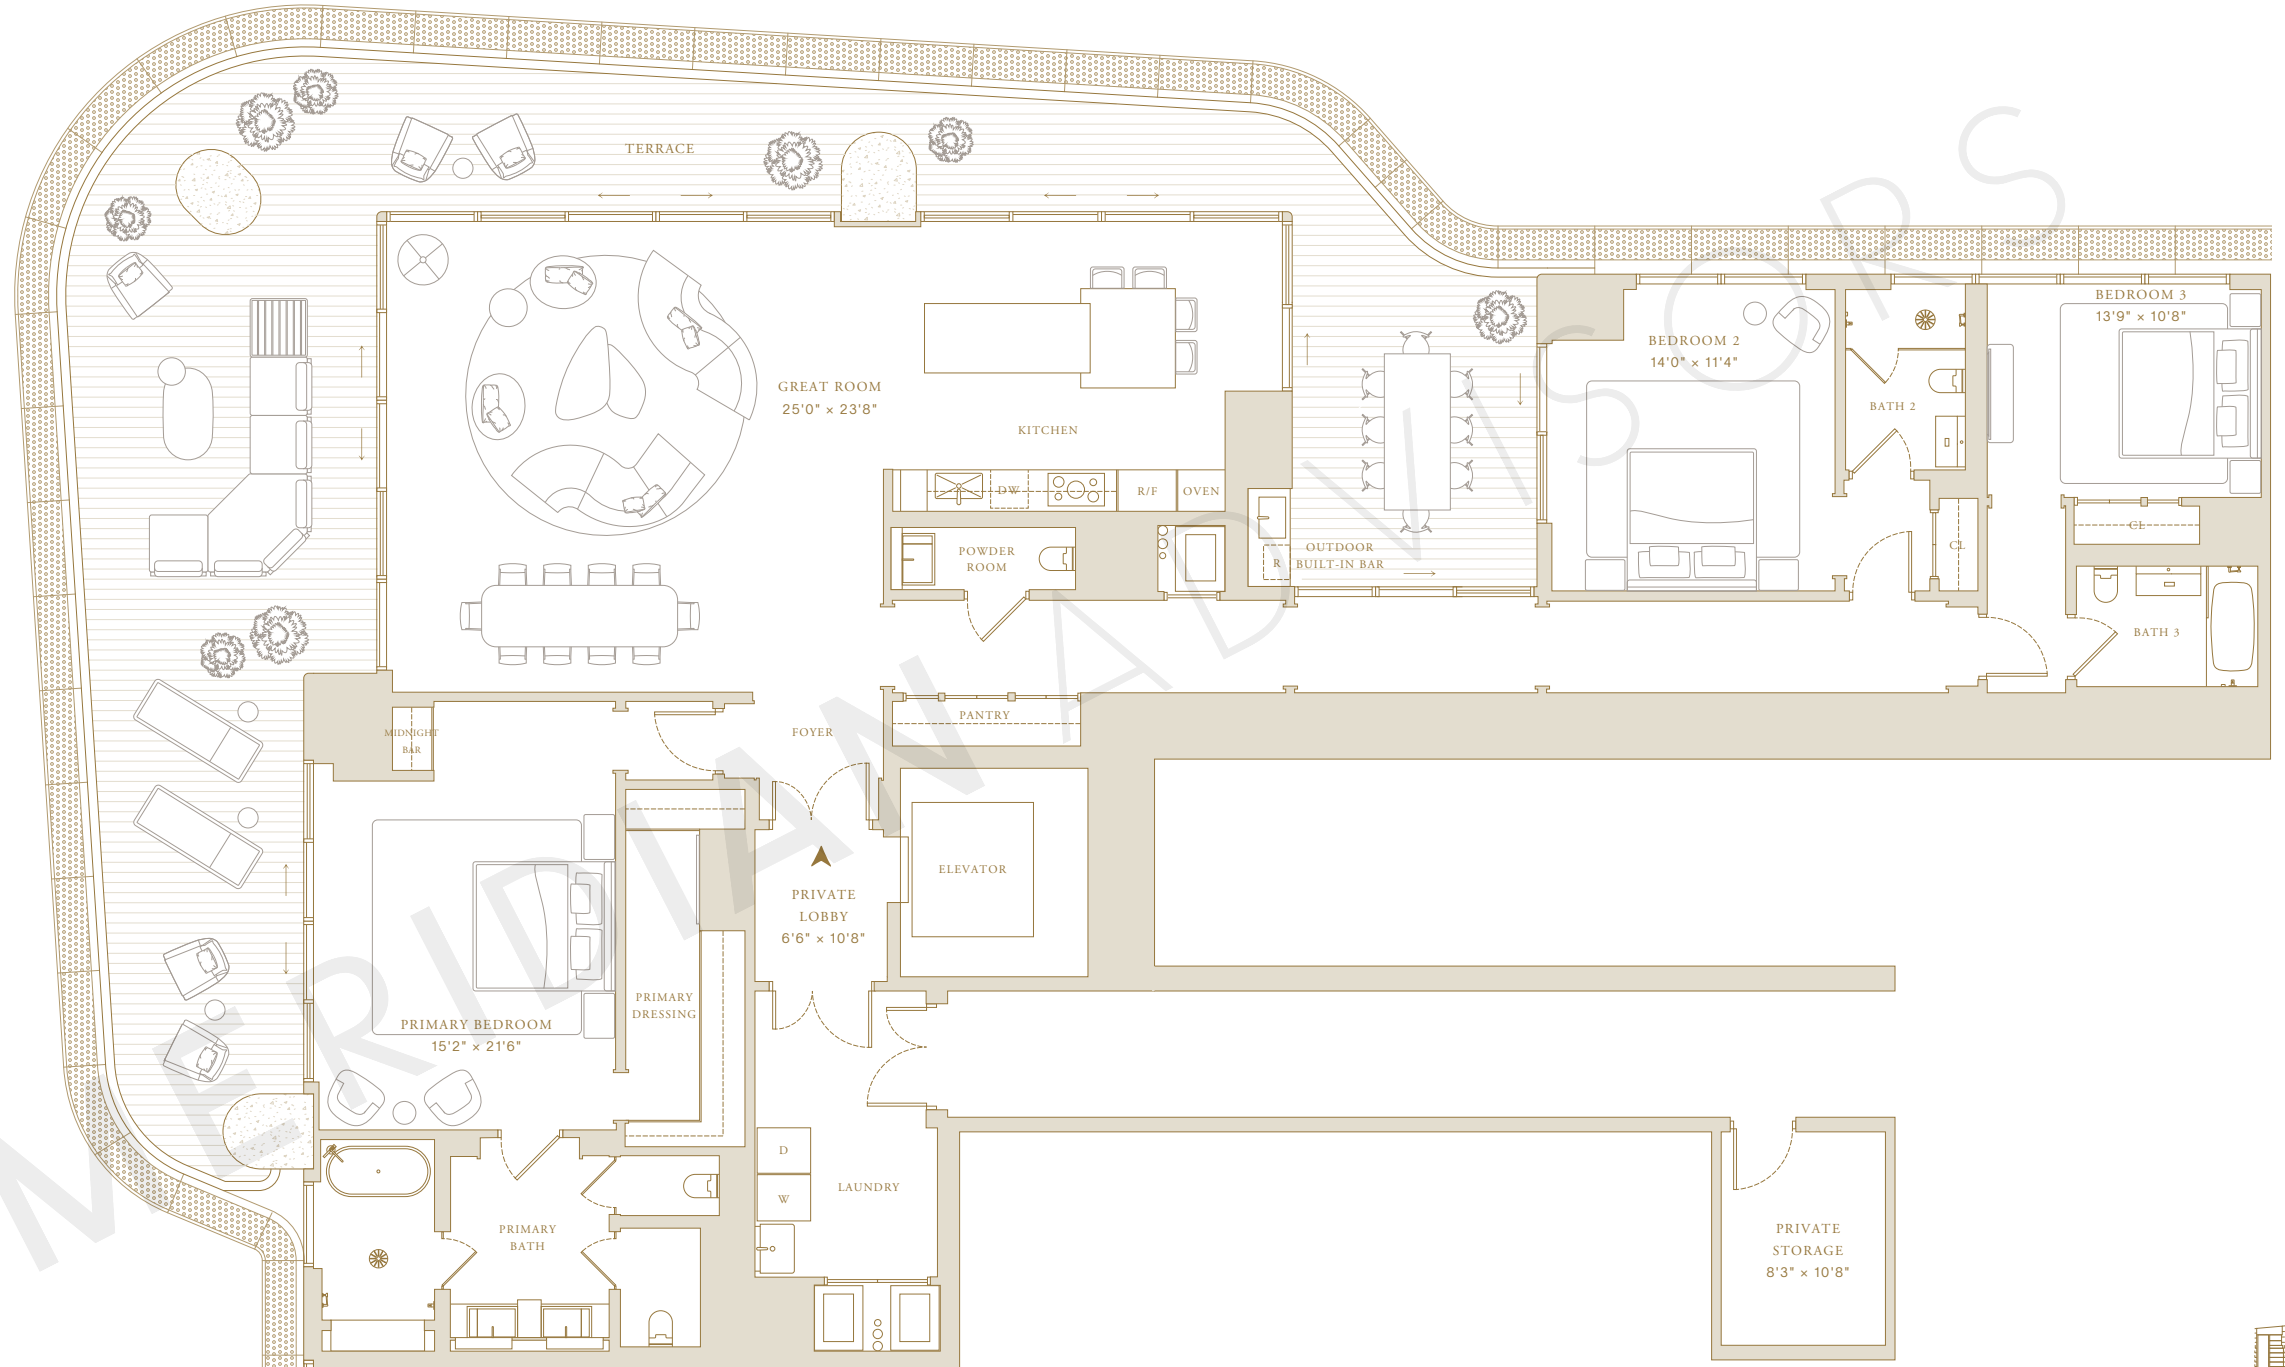 TERRACE
GREAT ROOM
25'0" × 23'8"
KITCHEN
DW
R/F
OVEN
POWDER
ROOM
OUTDOOR
BUILT-IN BAR
R
BEDROOM 2
14'0" × 11'4"
BATH 2
CL
BEDROOM 3
13'9" × 10'8"
CL
BATH 3
MIDNIGHT
BAR
FOYER
PANTRY
ELEVATOR
PRIVATE
LOBBY
6'6" × 10'8"
PRIMARY
DRESSING
PRIMARY BEDROOM
15'2" × 21'6"
D
W
LAUNDRY
PRIMARY
BATH
PRIVATE
STORAGE
8'3" × 10'8"
MERIDIAN ADVISORS